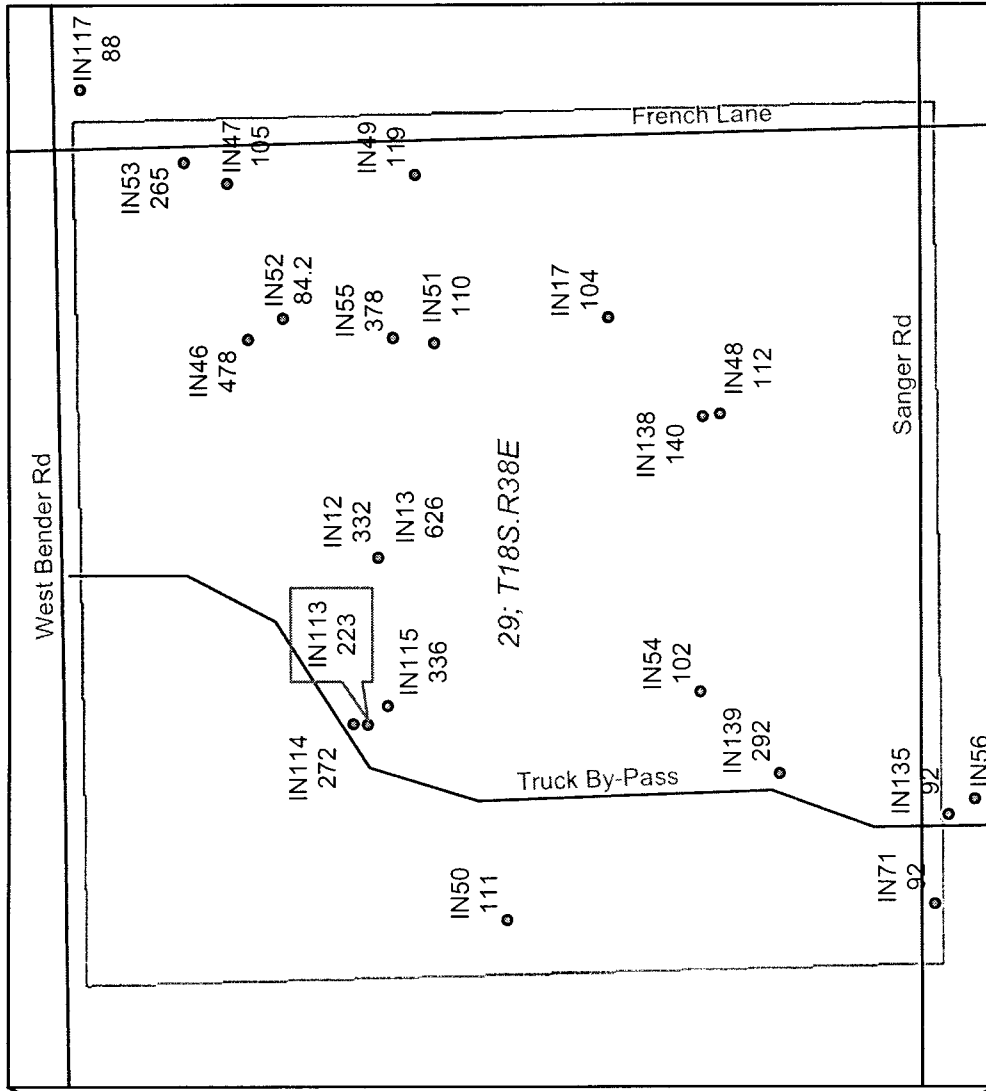 West Bender Rd
IN117
88
French Lane
IN53
265
IN47
105
IN49
119
IN46
478
IN52
84.2
IN55
378
IN51
110
IN17
104
IN138
140
IN48
112
Sanger Rd
IN12
332
IN13
626
29; T18S.R38E
IN113
223
IN115
336
IN114
272
IN54
102
IN139
292
Truck By-Pass
IN50
111
IN135
92
IN56
IN71
92